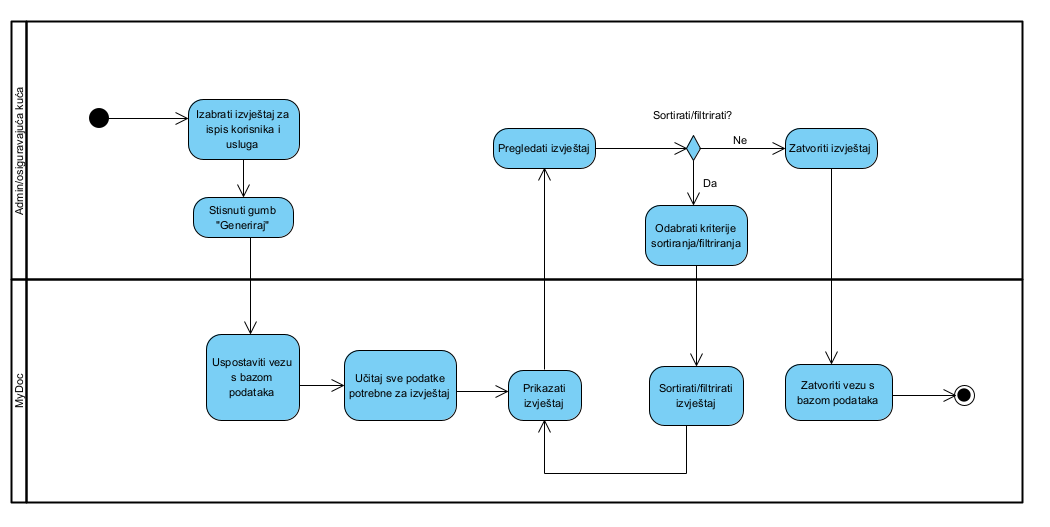 Admin/osiguravajuća kuća
Izabrati izvještaj za
ispis korisnika i
usluga
Stisnuti gumb
"Generiraj"
Pregledati izvještaj
Sortirati/filtrirati?
Ne
Da
Zatvoriti izvještaj
Odabrati kriterije
sortiranja/filtriranja
MyDoc
Uspostaviti vezu
s bazom
podataka
Učitaj sve podatke
potrebne za izvještaj
Prikazati
izvještaj
Sortirati/filtrirati
izvještaj
Zatvoriti vezu s
bazom podataka